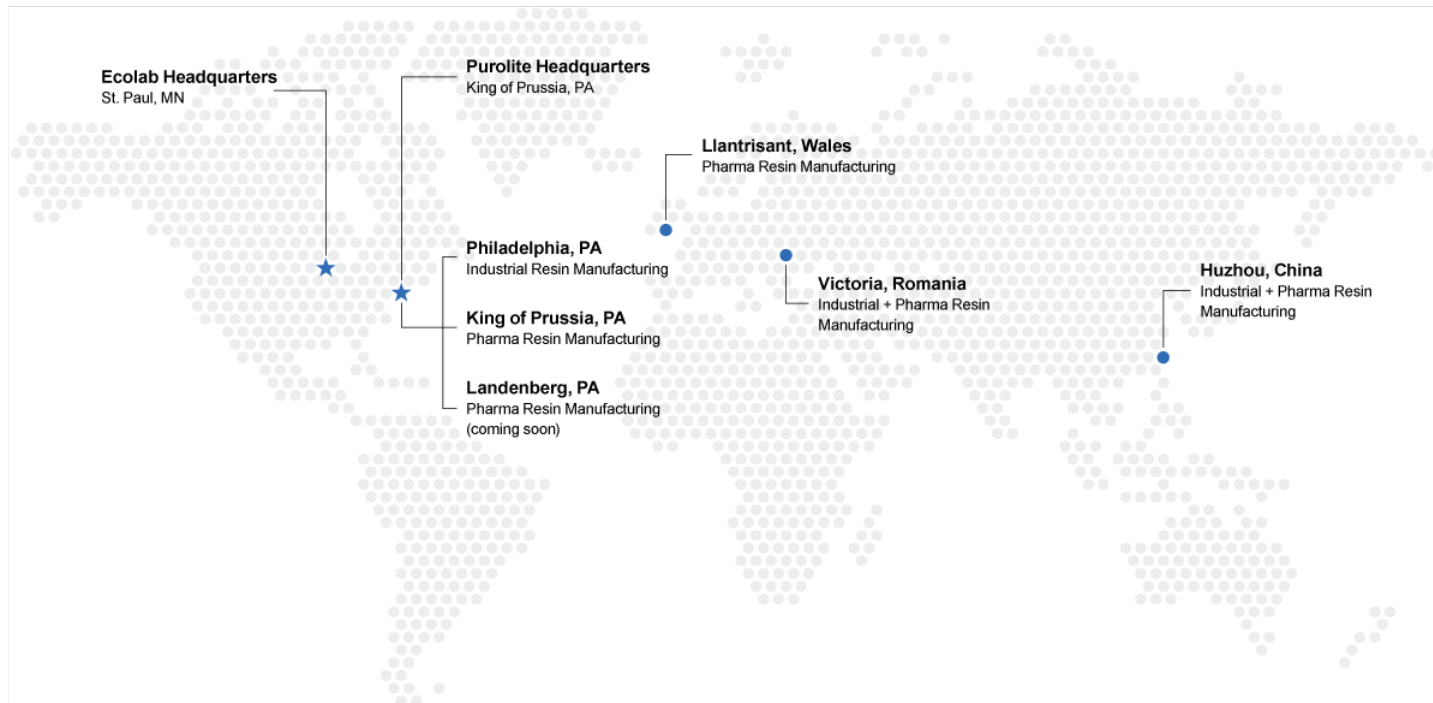 Ecolab Headquarters
St. Paul, MN
Purolite Headquarters
King of Prussia, PA
Llantrisant, Wales
Pharma Resin Manufacturing
Philadelphia, PA
Industrial Resin Manufacturing
King of Prussia, PA
Pharma Resin Manufacturing
Landenberg, PA
Pharma Resin Manufacturing
(coming soon)
Victoria, Romania
Industrial + Pharma Resin
Manufacturing
Huzhou, China
Industrial + Pharma Resin
Manufacturing